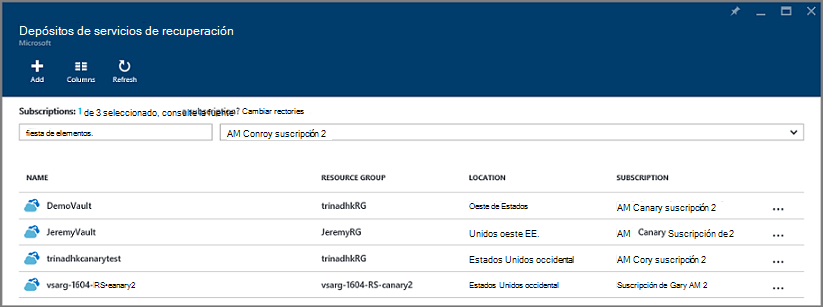 Depósitos de servicios de recuperación
Microsoft
Add Columns Refresh
Subscriptions: 1 de 3 seleccionado, consulte la fuente subscription? Cambiar rectories
fiesta de elementos. AM Conroy suscripción 2
NAME RESOURCE GROUP LOCATION SUBSCRIPTION
DemoVault trinadhkRG Oeste de Estados AM Canary suscripción 2 ...
JeremyVault JeremyRG Unidos oeste EE. AM Canary Suscripción de 2 ...
trinadhkcanarytest trinadhkRG Estados Unidos occidental AM Cory suscripción 2 ...
vsarg-1604-RS-canary2 vsarg-1604-RS-canary2 Estados Unidos occidental Suscripción de Gary AM 2 ...